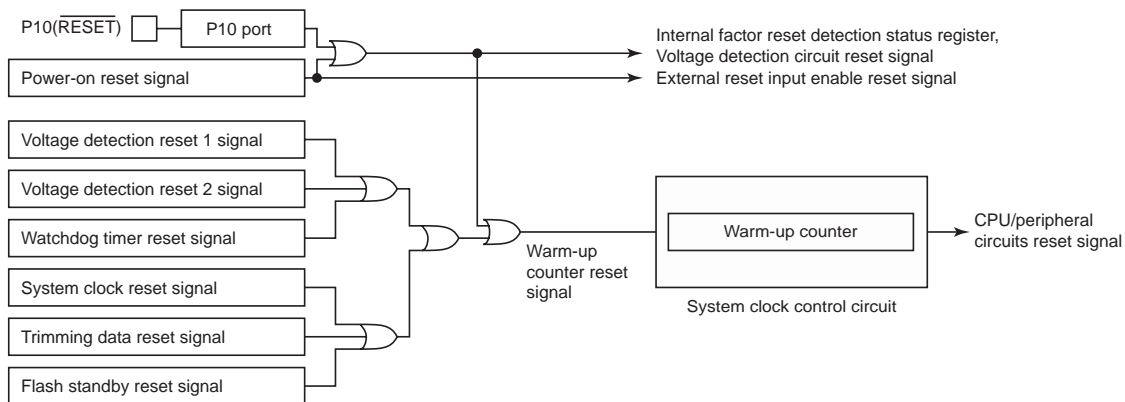 P10(RESET)
P10 port
Internal factor reset detection status register,
Voltage detection circuit reset signal
Power-on reset signal
External reset input enable reset signal
Voltage detection reset 1 signal
Voltage detection reset 2 signal
Watchdog timer reset signal
System clock reset signal
Trimming data reset signal
Flash standby reset signal
Warm-up
counter reset
signal
Warm-up counter
System clock control circuit
CPU/peripheral
circuits reset signal